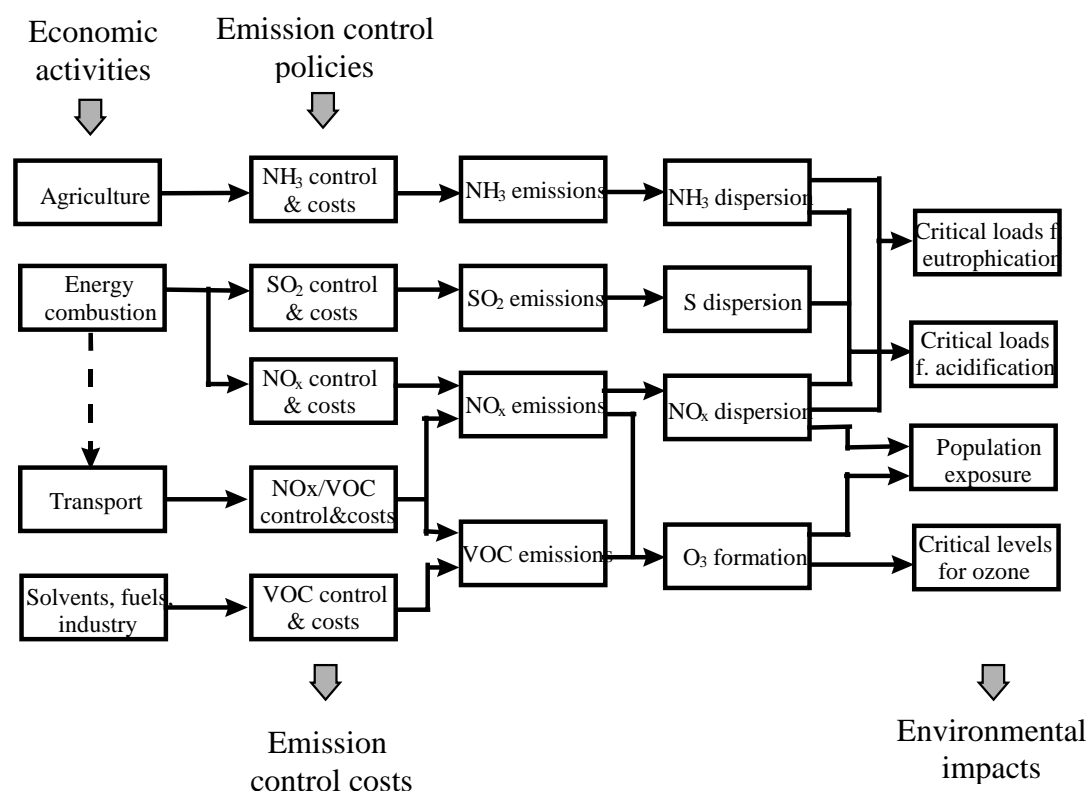 Economic
activities
Emission control
policies
Agriculture
NH₃ control
& costs
NH₃ emissions
NH₃ dispersion
Critical loads f.
eutrophication
Energy
combustion
SO₂ control
& costs
SO₂ emissions
S dispersion
Critical loads
f. acidification
NOₓ control
& costs
NOₓ emissions
NOₓ dispersion
Population
exposure
Transport
NOx/VOC
control&costs
VOC emissions
O₃ formation
Critical levels
for ozone
Solvents, fuels,
industry
VOC control
& costs
Emission
control costs
Environmental
impacts